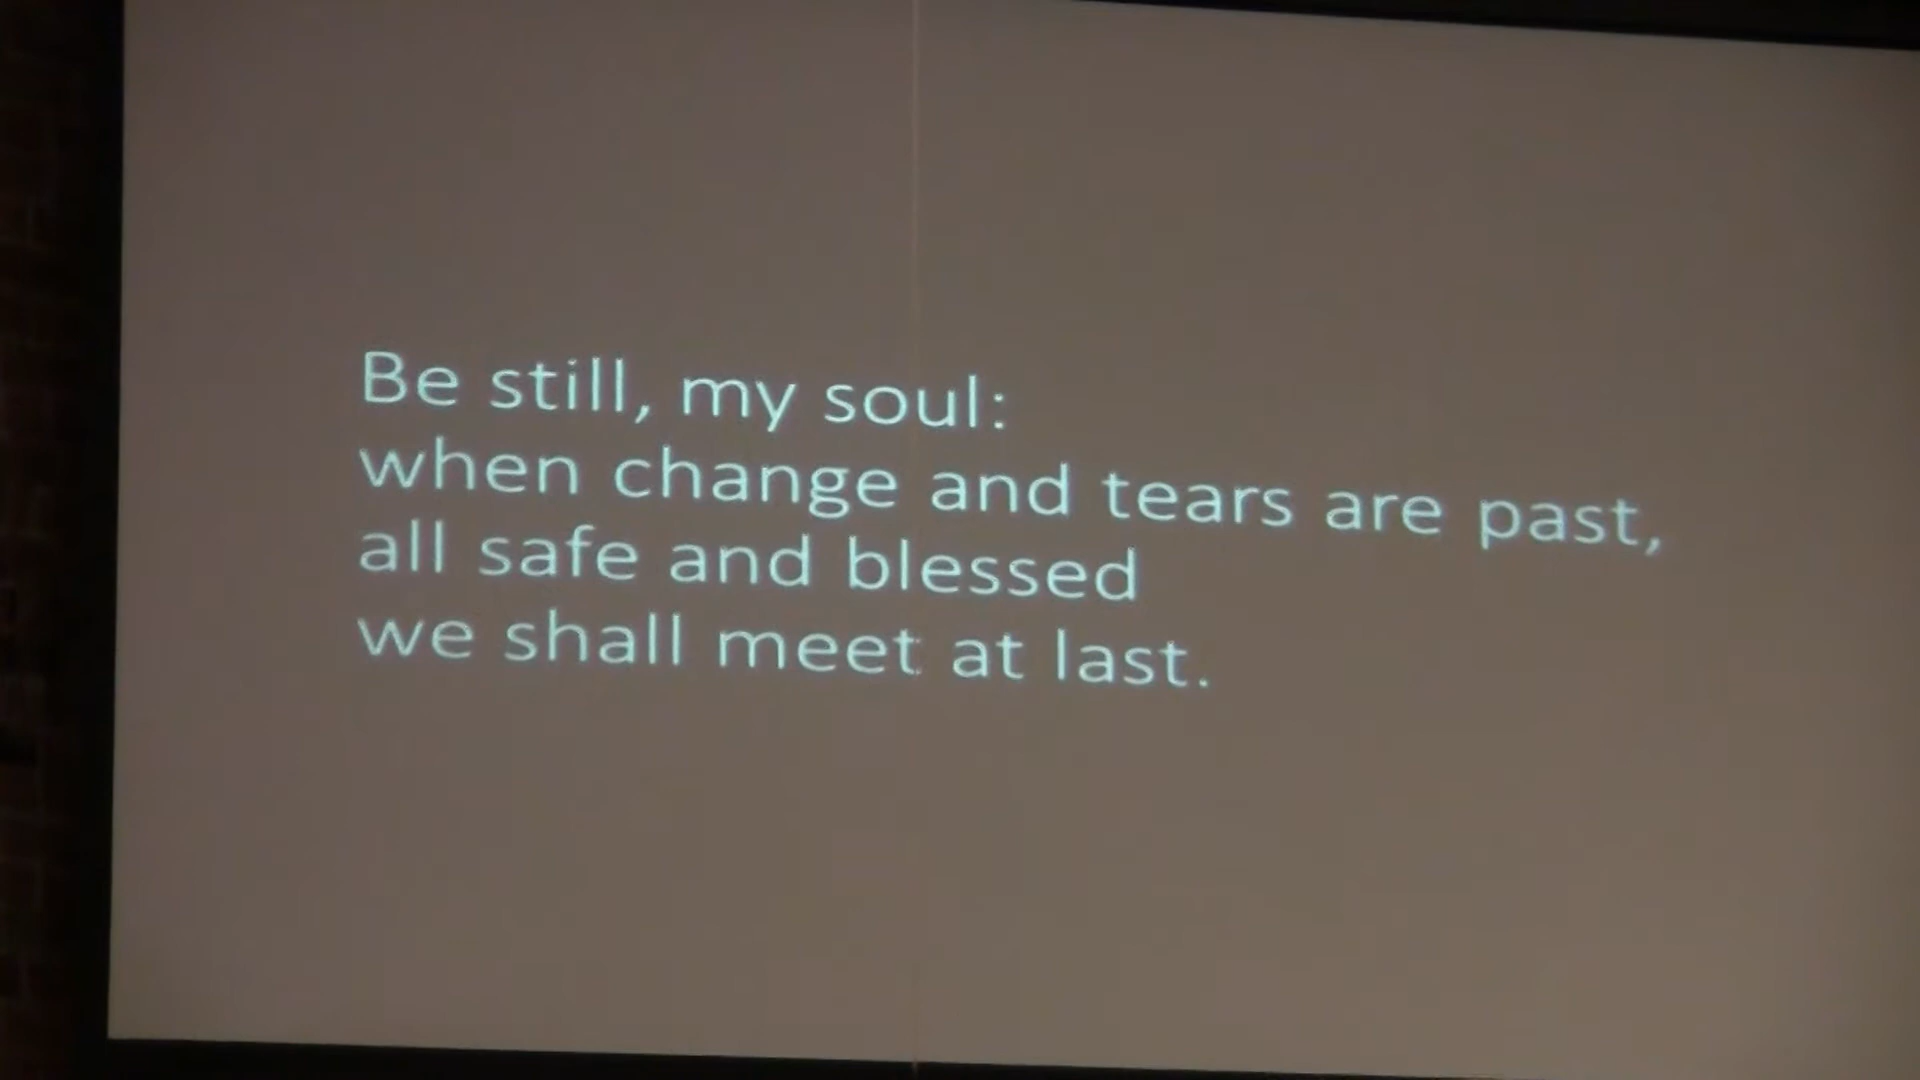 Be still, my soul:
when change and tears are past,
all safe and blessed
we shall meet at last.